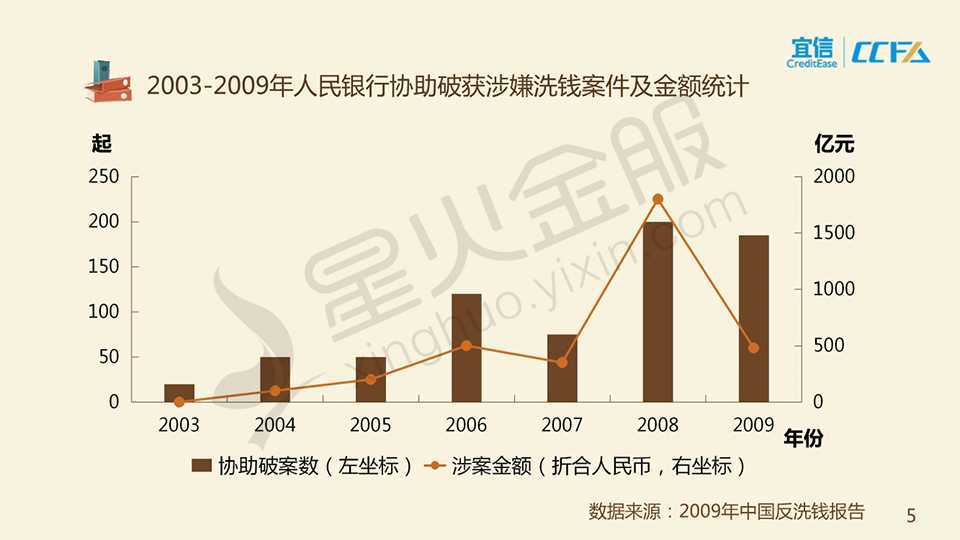 宜信
CreditEase
CCFA
2003-2009年人民银行协助破获涉嫌洗钱案件及金额统计
起
亿元
250
200
150
100
50
0
2000
1500
1000
500
0
2003 2004 2005 2006 2007 2008 2009
年份
协助破案数（左坐标） 涉案金额（折合人民币，右坐标）
星火金服
xinghuo.yixin.com
数据来源：2009年中国反洗钱报告
5